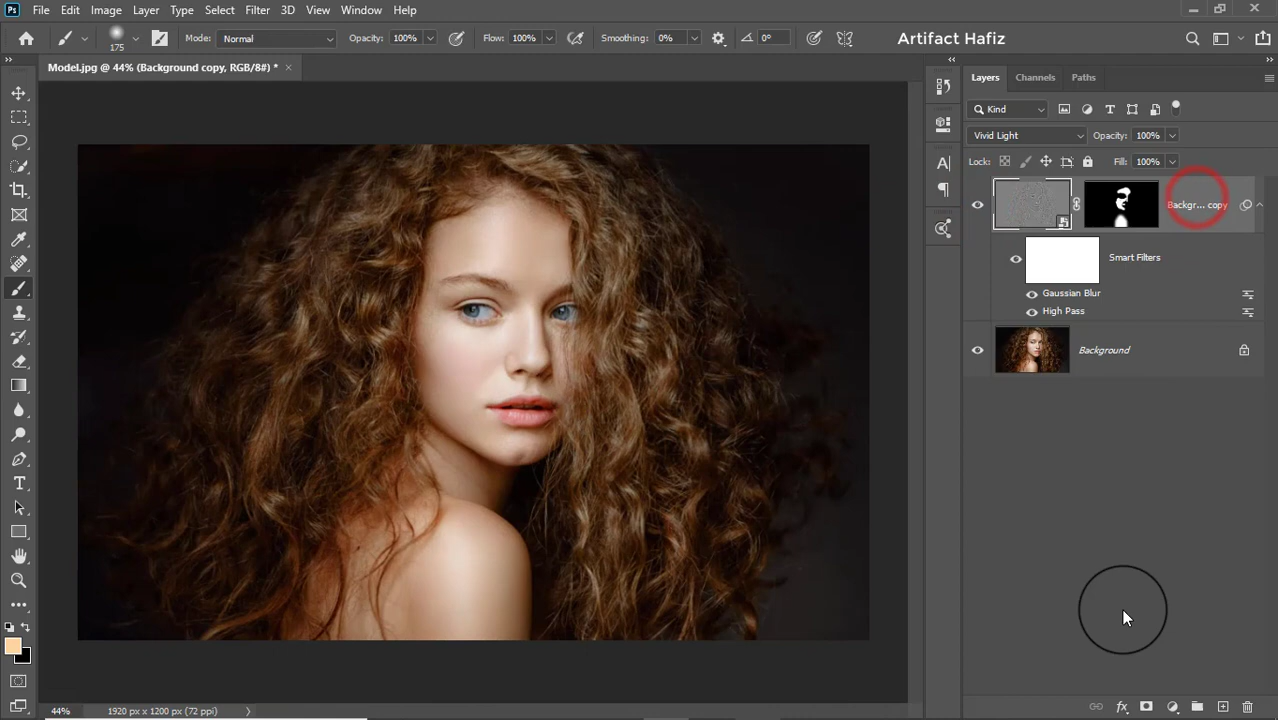 Ps File Edit Image Layer Type Select Filter 3D View Window Help
175 Mode: Normal Opacity: 100% Flow: 100% Smoothing: 0% 0° Artifact Hafiz
Model.jpg @ 44% (Background copy, RGB/8#) *
Layers Channels Paths
Kind
Vivid Light Opacity: 100%
Lock: Fill: 100%
Backgr... copy
Smart Filters
Gaussian Blur
High Pass
Background
44% 1920 px x 1200 px (72 ppi)